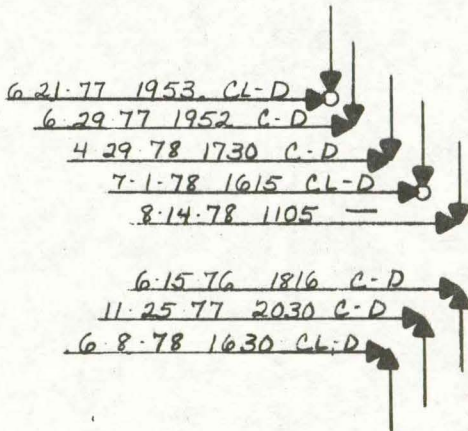 6·21·77 1953. CL-D
6·29·77 1952 C-D
4·29·78 1730 C-D
7-1-78 1615 CL-D
8·14·78 1105 —
6·15·76 1816 C-D
11·25·77 2030 C-D
6·8·78 1630 CL-D